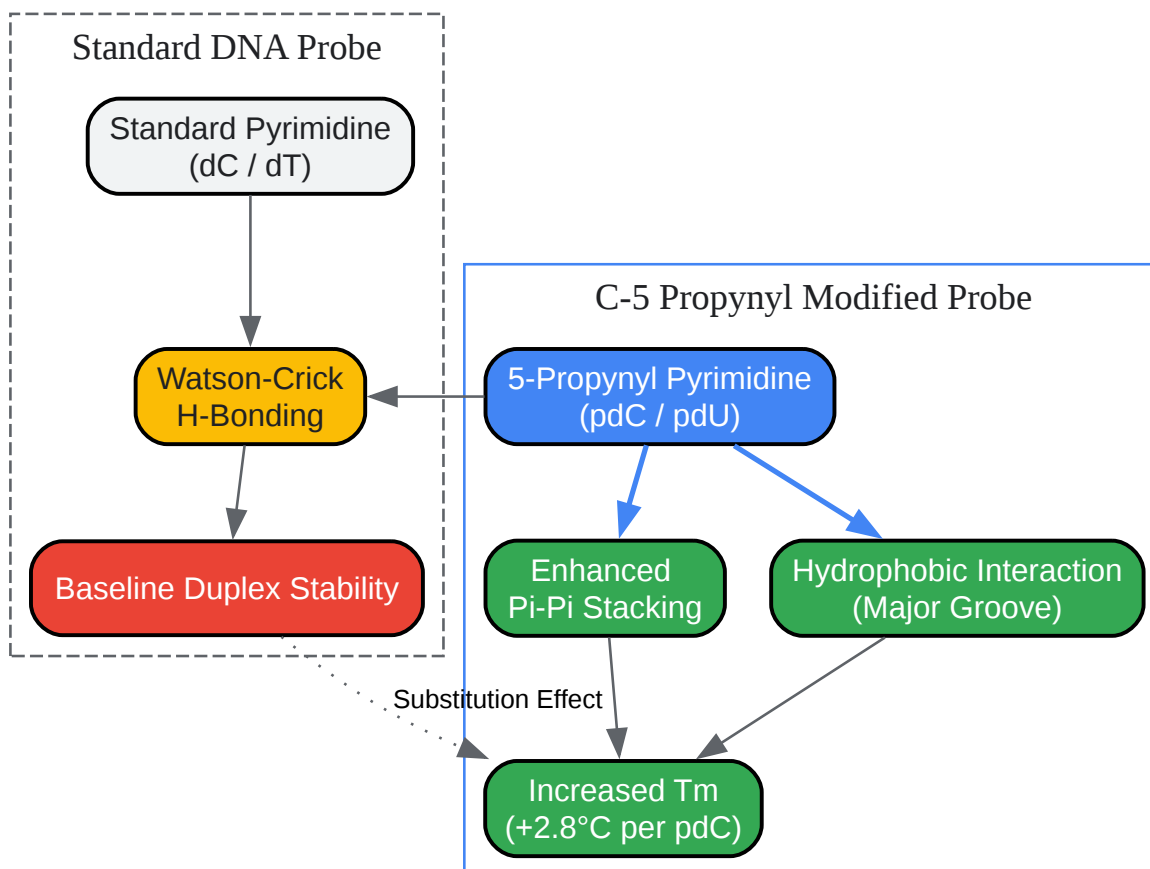 Standard DNA Probe
Standard Pyrimidine
(dC / dT)
C-5 Propynyl Modified Probe
Watson-Crick
H-Bonding
5-Propynyl Pyrimidine
(pdC / pdU)
Baseline Duplex Stability
Enhanced
Pi-Pi Stacking
Hydrophobic Interaction
(Major Groove)
Substitution Effect
Increased Tm
(+2.8°C per pdC)